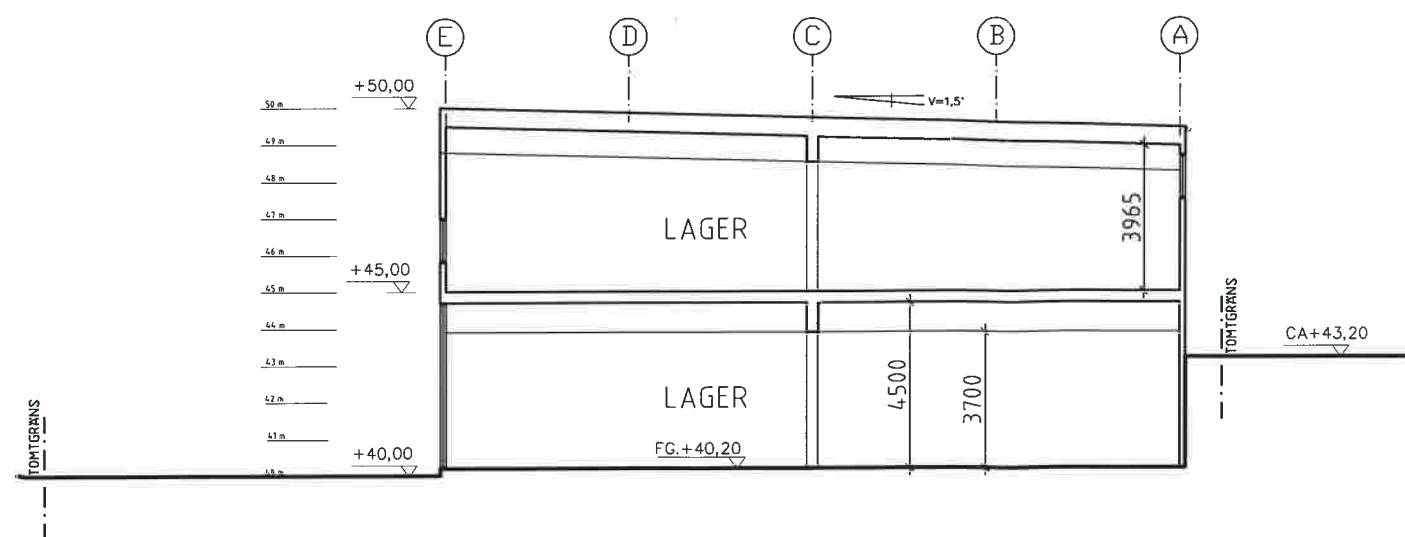 E D C B A
+50,00
V=1,5°
50 m
49 m
48 m
47 m
46 m
45 m
44 m
43 m
42 m
41 m
40 m
LAGER
3965
+45,00
TOMTGRÄNS
CA+43,20
4500
3700
LAGER
FG.+40,20
+40,00
TOMTGRÄNS